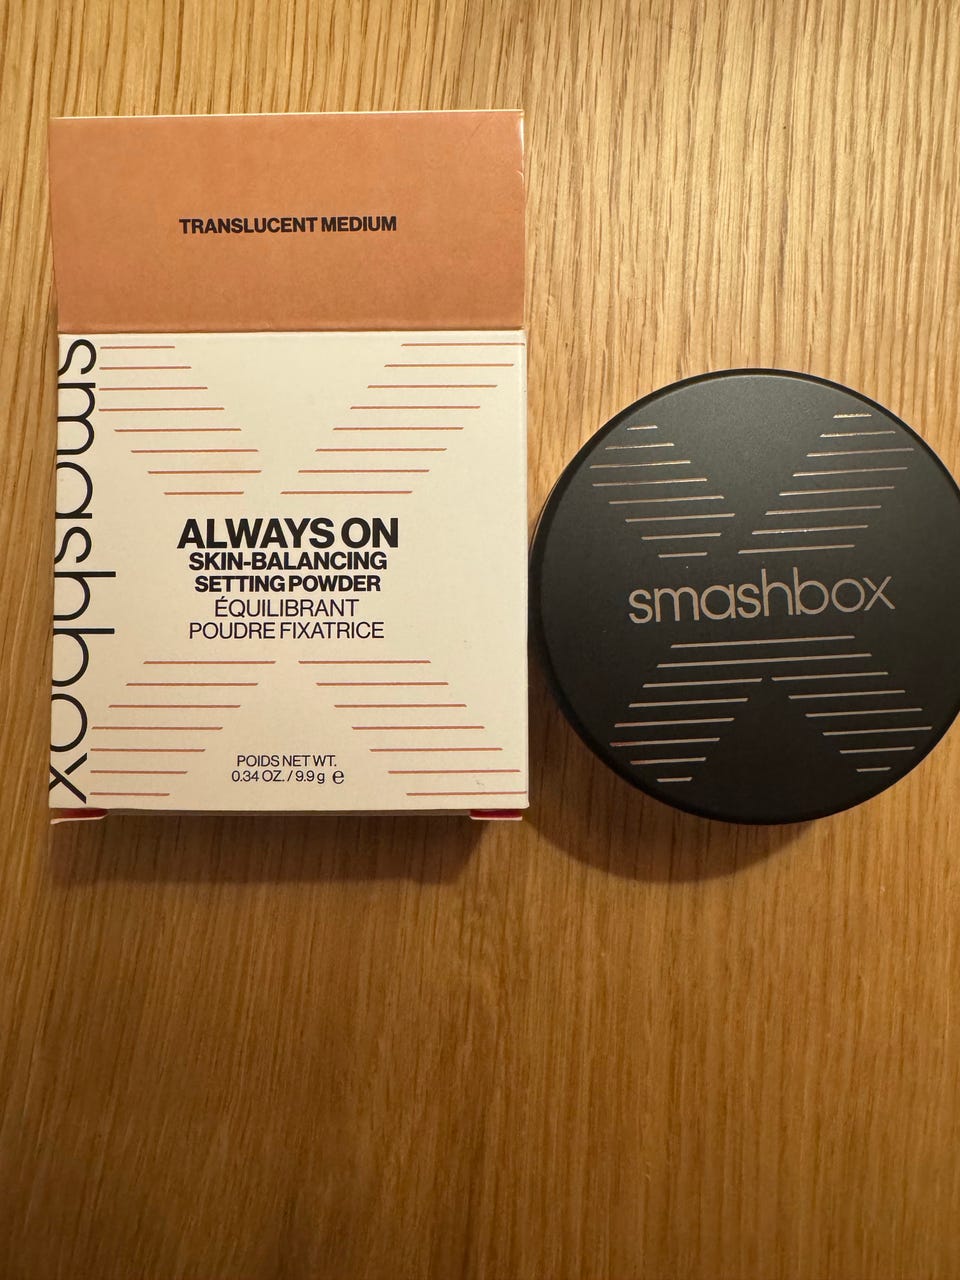 TRANSLUCENT MEDIUM
smashbox
ALWAYS ON
SKIN-BALANCING
SETTING POWDER
ÉQUILIBRANT
POUDRE FIXATRICE
POIDS NET WT.
0.34 OZ. / 9.9 g ℮
smashbox